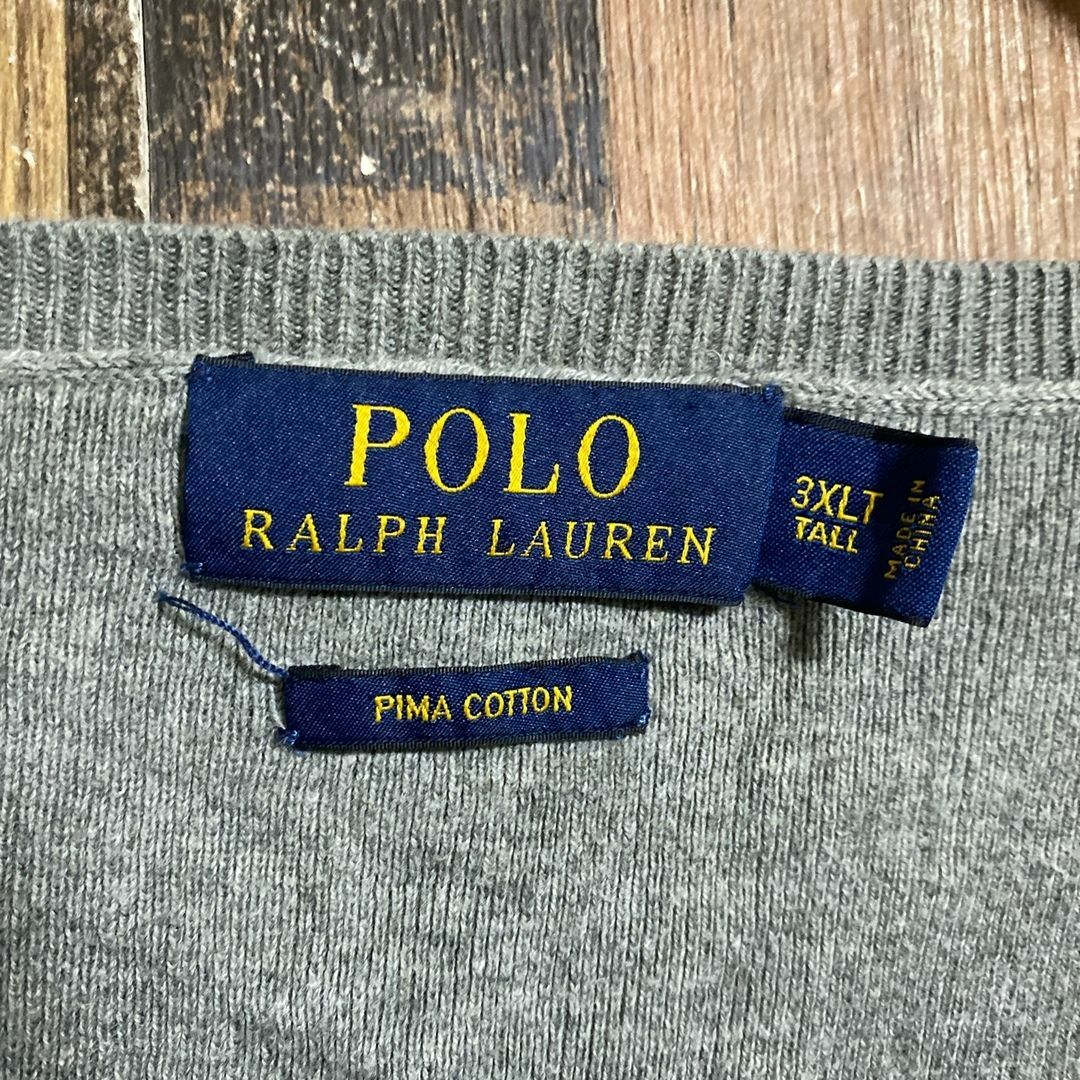 POLO
RALPH LAUREN
3XLT
TALL
MADE IN
CHINA
PIMA COTTON